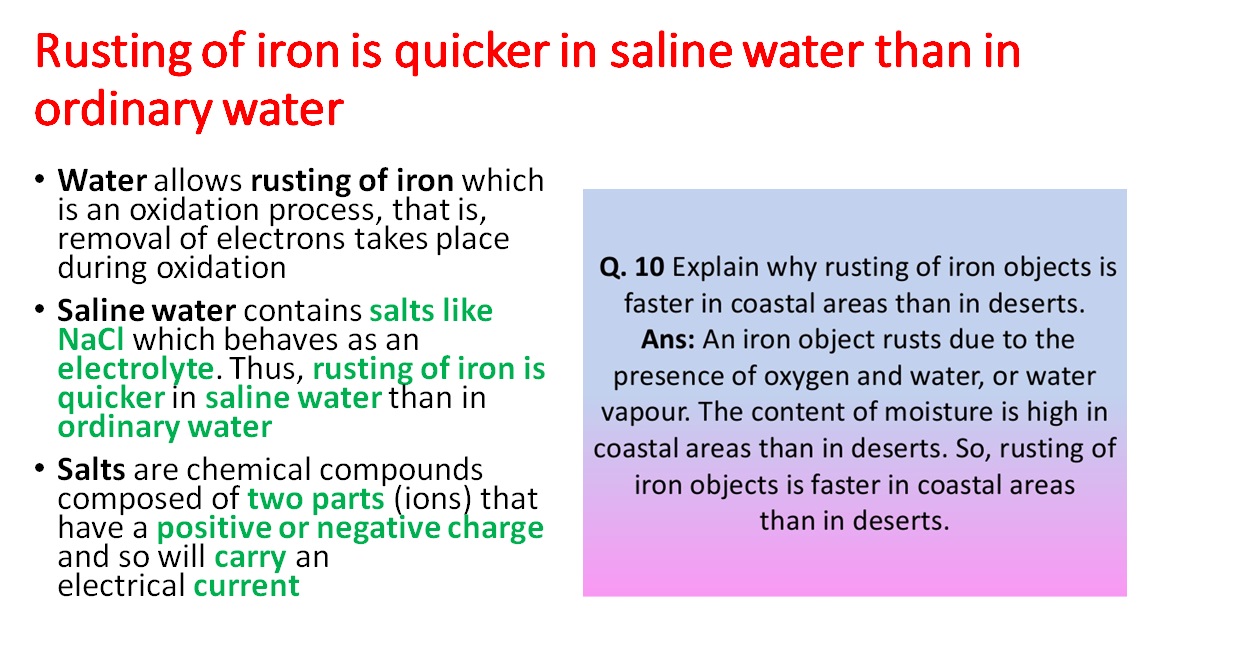 Rusting of iron is quicker in saline water than in
ordinary water
• Water allows rusting of iron which
is an oxidation process, that is,
removal of electrons takes place
during oxidation
• Saline water contains salts like
NaCl which behaves as an
electrolyte. Thus, rusting of iron is
quicker in saline water than in
ordinary water
• Salts are chemical compounds
composed of two parts (ions) that
have a positive or negative charge
and so will carry an
electrical current
Q. 10 Explain why rusting of iron objects is
faster in coastal areas than in deserts.
Ans: An iron object rusts due to the
presence of oxygen and water, or water
vapour. The content of moisture is high in
coastal areas than in deserts. So, rusting of
iron objects is faster in coastal areas
than in deserts.